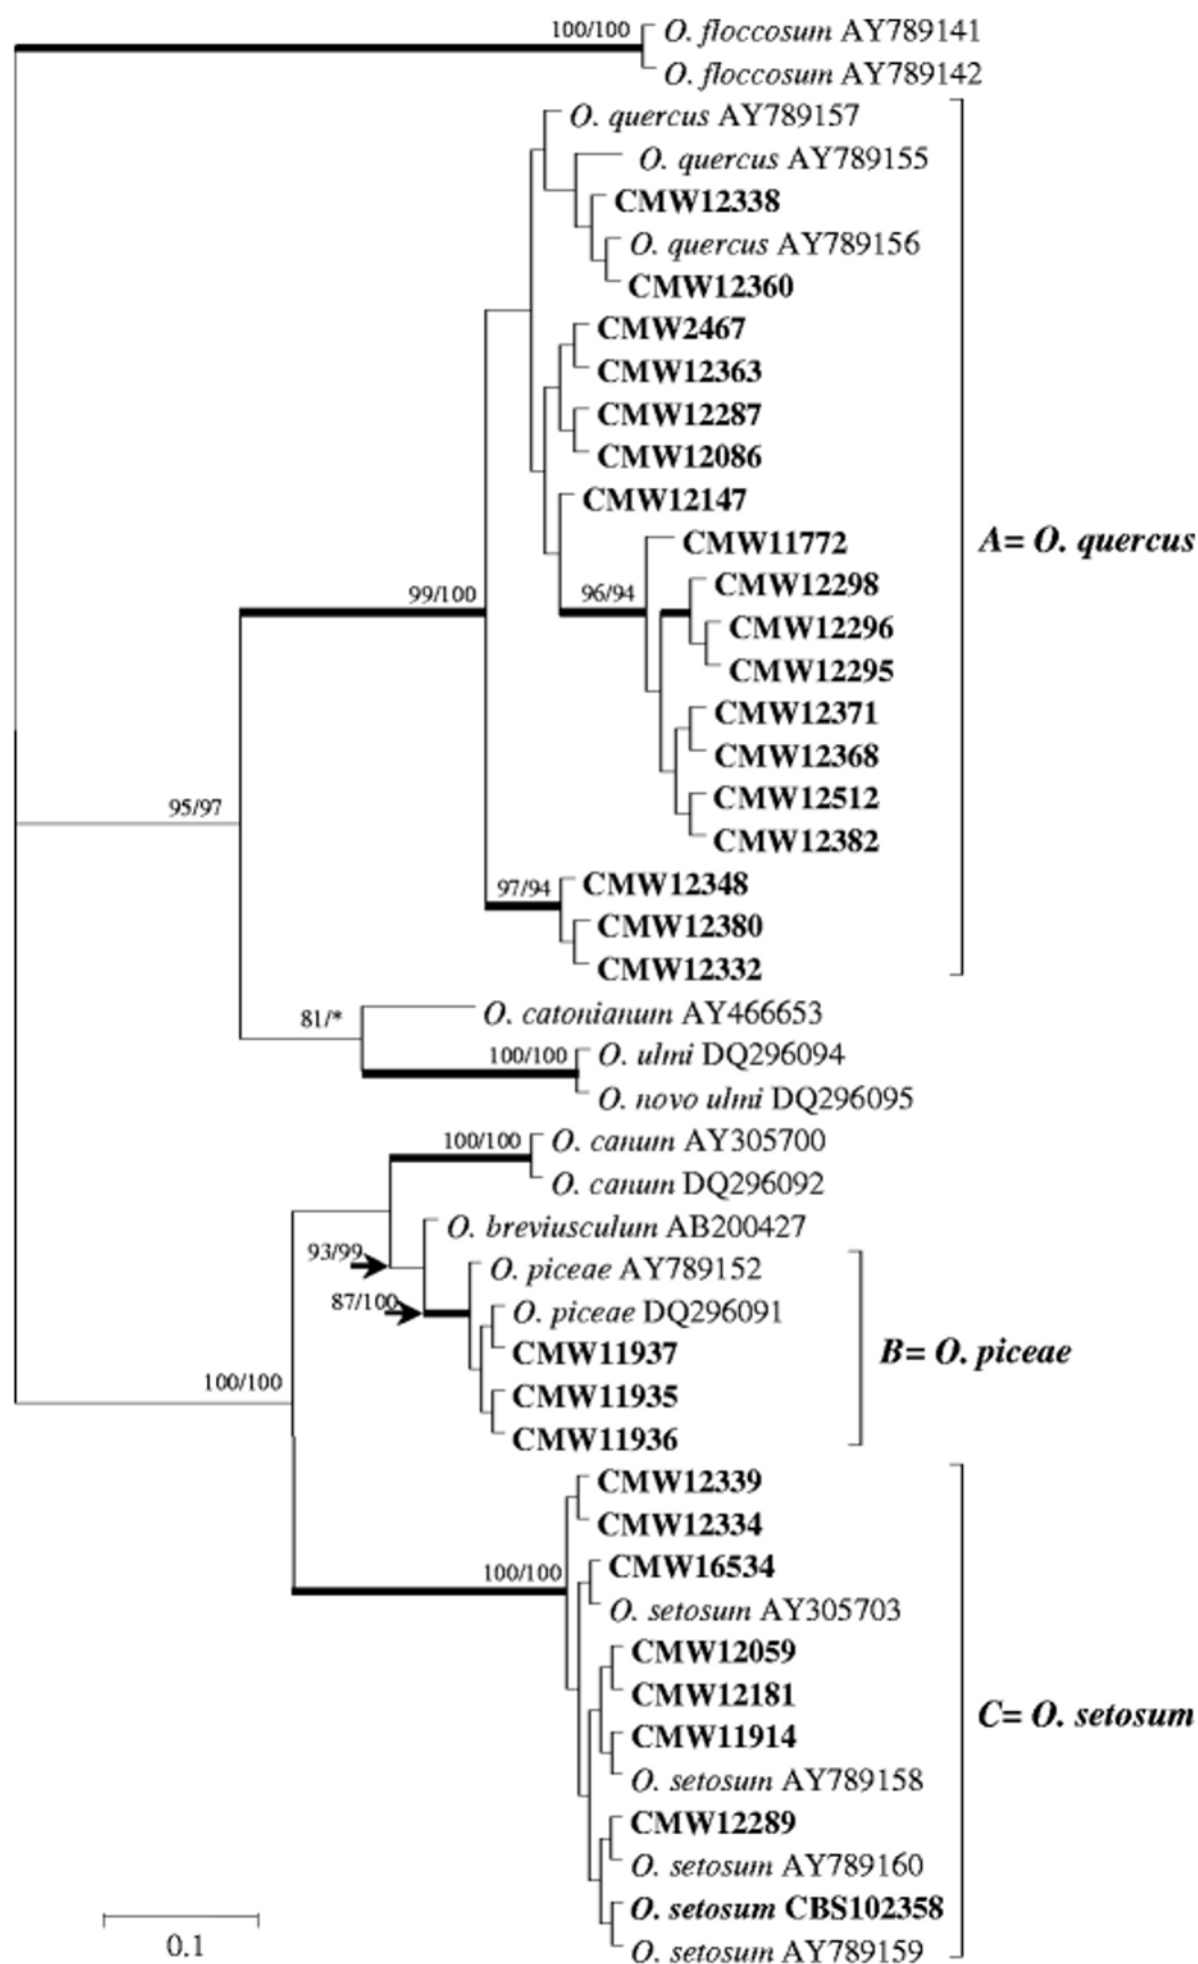 100/100
O. floccosum AY789141
O. floccosum AY789142
O. quercus AY789157
O. quercus AY789155
CMW12338
O. quercus AY789156
CMW12360
CMW2467
CMW12363
CMW12287
CMW12086
CMW12147
CMW11772
A= O. quercus
CMW12298
99/100
96/94
CMW12296
CMW12295
CMW12371
CMW12368
CMW12512
95/97
CMW12382
97/94
CMW12348
CMW12380
CMW12332
81/*
O. catonianum AY466653
100/100
O. ulmi DQ296094
O. novo ulmi DQ296095
100/100
O. canum AY305700
O. canum DQ296092
O. breviusculum AB200427
93/99
O. piceae AY789152
87/100
O. piceae DQ296091
CMW11937
B= O. piceae
100/100
CMW11935
CMW11936
CMW12339
CMW12334
100/100
CMW16534
O. setosum AY305703
CMW12059
CMW12181
C= O. setosum
CMW11914
O. setosum AY789158
CMW12289
O. setosum AY789160
O. setosum CBS102358
0.1
O. setosum AY789159